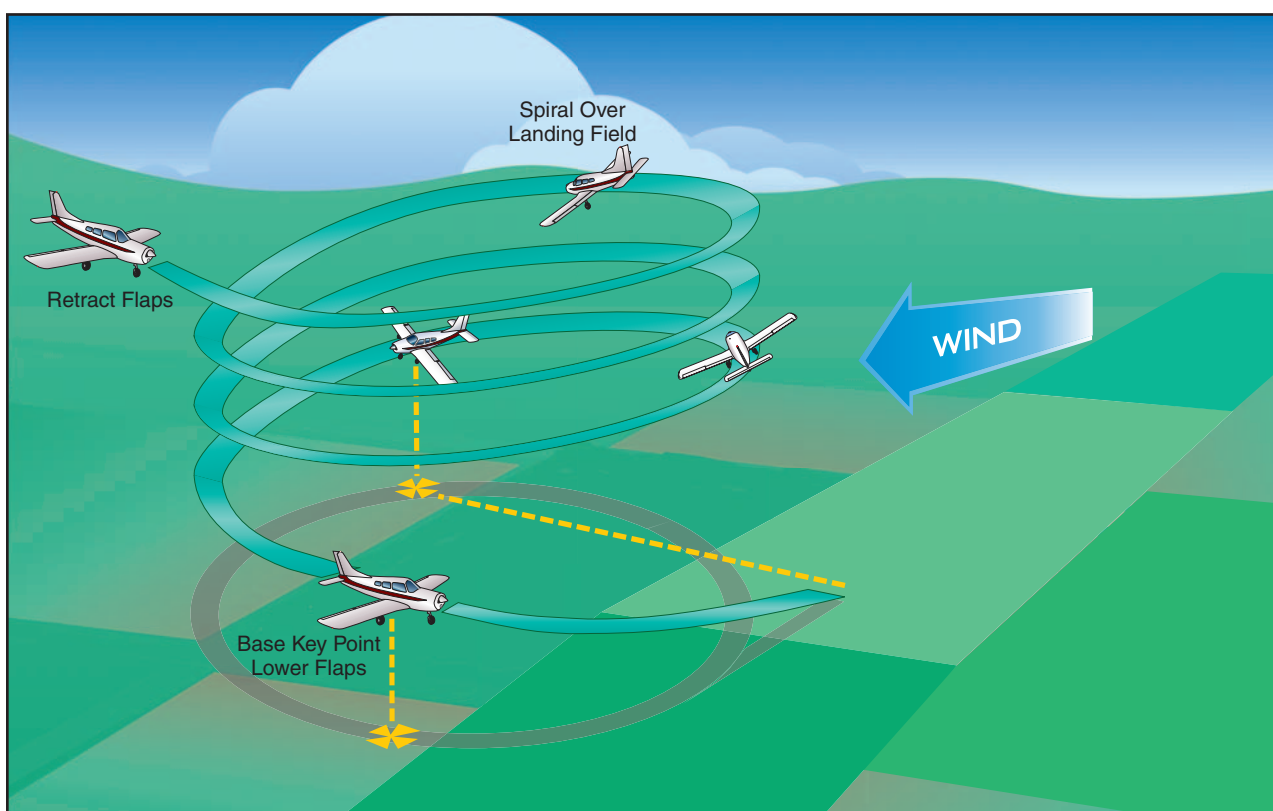 Spiral Over
Landing Field
Retract Flaps
WIND
Base Key Point
Lower Flaps